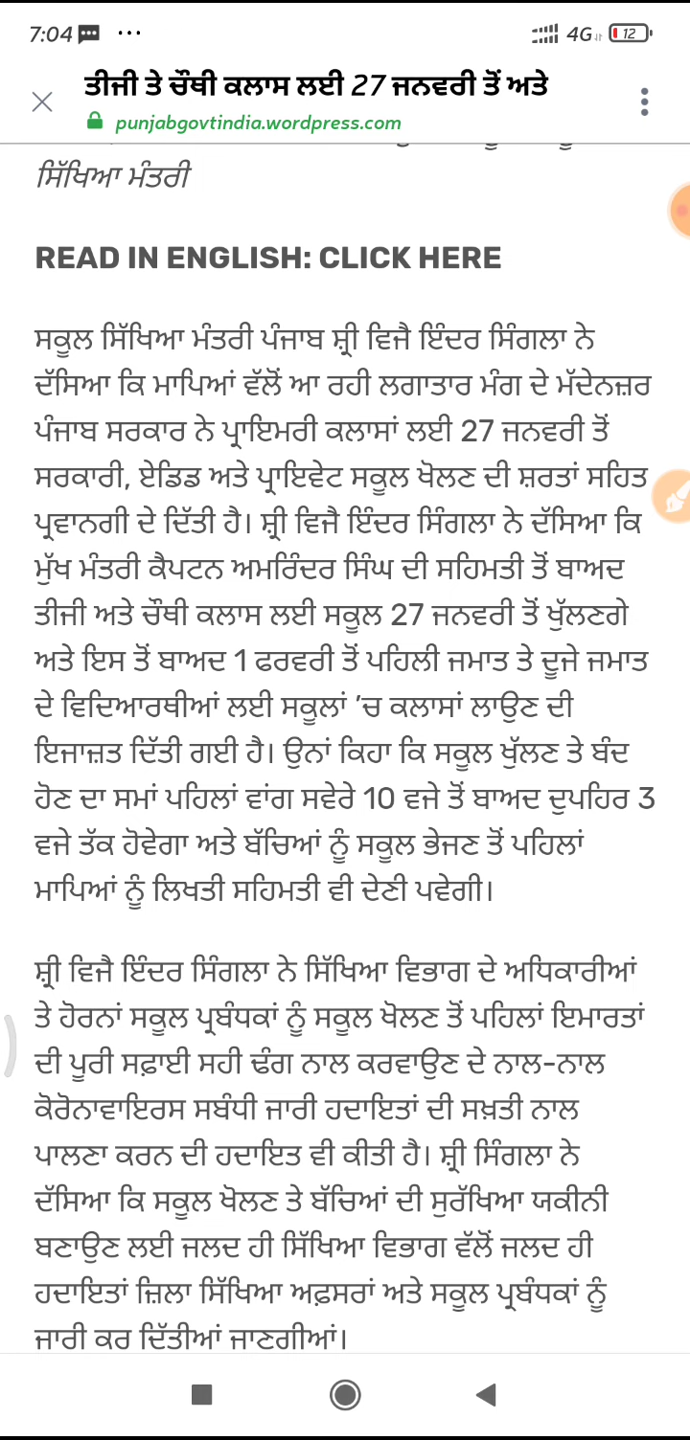 7:04
4G
12
ਤੀਜੀ ਤੇ ਚੌਥੀ ਕਲਾਸ ਲਈ 27 ਜਨਵਰੀ ਤੋਂ ਅਤੇ
punjabgovtindia.wordpress.com
ਸਿੱਖਿਆ ਮੰਤਰੀ
READ IN ENGLISH: CLICK HERE
ਸਕੂਲ ਸਿੱਖਿਆ ਮੰਤਰੀ ਪੰਜਾਬ ਸ਼੍ਰੀ ਵਿਜੈ ਇੰਦਰ ਸਿੰਗਲਾ ਨੇ
ਦੱਸਿਆ ਕਿ ਮਾਪਿਆਂ ਵੱਲੋਂ ਆ ਰਹੀ ਲਗਾਤਾਰ ਮੰਗ ਦੇ ਮੱਦੇਨਜ਼ਰ
ਪੰਜਾਬ ਸਰਕਾਰ ਨੇ ਪ੍ਰਾਇਮਰੀ ਕਲਾਸਾਂ ਲਈ 27 ਜਨਵਰੀ ਤੋਂ
ਸਰਕਾਰੀ, ਏਡਿਡ ਅਤੇ ਪ੍ਰਾਇਵੇਟ ਸਕੂਲ ਖੋਲਣ ਦੀ ਸ਼ਰਤਾਂ ਸਹਿਤ
ਪ੍ਰਵਾਨਗੀ ਦੇ ਦਿੱਤੀ ਹੈ। ਸ਼੍ਰੀ ਵਿਜੈ ਇੰਦਰ ਸਿੰਗਲਾ ਨੇ ਦੱਸਿਆ ਕਿ
ਮੁੱਖ ਮੰਤਰੀ ਕੈਪਟਨ ਅਮਰਿੰਦਰ ਸਿੰਘ ਦੀ ਸਹਿਮਤੀ ਤੋਂ ਬਾਅਦ
ਤੀਜੀ ਅਤੇ ਚੌਥੀ ਕਲਾਸ ਲਈ ਸਕੂਲ 27 ਜਨਵਰੀ ਤੋਂ ਖੁੱਲਣਗੇ
ਅਤੇ ਇਸ ਤੋਂ ਬਾਅਦ 1 ਫਰਵਰੀ ਤੋਂ ਪਹਿਲੀ ਜਮਾਤ ਤੇ ਦੂਜੇ ਜਮਾਤ
ਦੇ ਵਿਦਿਆਰਥੀਆਂ ਲਈ ਸਕੂਲਾਂ 'ਚ ਕਲਾਸਾਂ ਲਾਉਣ ਦੀ
ਇਜਾਜ਼ਤ ਦਿੱਤੀ ਗਈ ਹੈ। ਉਨਾਂ ਕਿਹਾ ਕਿ ਸਕੂਲ ਖੁੱਲਣ ਤੇ ਬੰਦ
ਹੋਣ ਦਾ ਸਮਾਂ ਪਹਿਲਾਂ ਵਾਂਗ ਸਵੇਰੇ 10 ਵਜੇ ਤੋਂ ਬਾਅਦ ਦੁਪਹਿਰ 3
ਵਜੇ ਤੱਕ ਹੋਵੇਗਾ ਅਤੇ ਬੱਚਿਆਂ ਨੂੰ ਸਕੂਲ ਭੇਜਣ ਤੋਂ ਪਹਿਲਾਂ
ਮਾਪਿਆਂ ਨੂੰ ਲਿਖਤੀ ਸਹਿਮਤੀ ਵੀ ਦੇਣੀ ਪਵੇਗੀ।
ਸ਼੍ਰੀ ਵਿਜੈ ਇੰਦਰ ਸਿੰਗਲਾ ਨੇ ਸਿੱਖਿਆ ਵਿਭਾਗ ਦੇ ਅਧਿਕਾਰੀਆਂ
ਤੇ ਹੋਰਨਾਂ ਸਕੂਲ ਪ੍ਰਬੰਧਕਾਂ ਨੂੰ ਸਕੂਲ ਖੋਲਣ ਤੋਂ ਪਹਿਲਾਂ ਇਮਾਰਤਾਂ
ਦੀ ਪੂਰੀ ਸਫ਼ਾਈ ਸਹੀ ਢੰਗ ਨਾਲ ਕਰਵਾਉਣ ਦੇ ਨਾਲ-ਨਾਲ
ਕੋਰੋਨਾਵਾਇਰਸ ਸਬੰਧੀ ਜਾਰੀ ਹਦਾਇਤਾਂ ਦੀ ਸਖ਼ਤੀ ਨਾਲ
ਪਾਲਣਾ ਕਰਨ ਦੀ ਹਦਾਇਤ ਵੀ ਕੀਤੀ ਹੈ। ਸ਼੍ਰੀ ਸਿੰਗਲਾ ਨੇ
ਦੱਸਿਆ ਕਿ ਸਕੂਲ ਖੋਲਣ ਤੇ ਬੱਚਿਆਂ ਦੀ ਸੁਰੱਖਿਆ ਯਕੀਨੀ
ਬਣਾਉਣ ਲਈ ਜਲਦ ਹੀ ਸਿੱਖਿਆ ਵਿਭਾਗ ਵੱਲੋਂ ਜਲਦ ਹੀ
ਹਦਾਇਤਾਂ ਜ਼ਿਲਾ ਸਿੱਖਿਆ ਅਫ਼ਸਰਾਂ ਅਤੇ ਸਕੂਲ ਪ੍ਰਬੰਧਕਾਂ ਨੂੰ
ਜਾਰੀ ਕਰ ਦਿੱਤੀਆਂ ਜਾਣਗੀਆਂ।